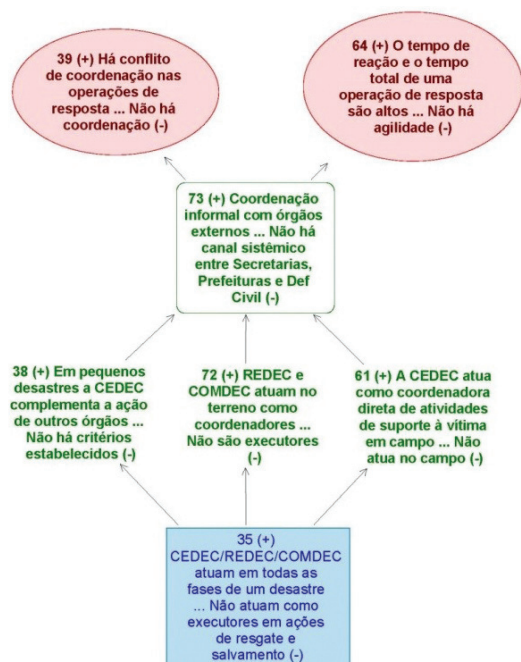 39 (+) Há conflito
de coordenação nas
operações de
resposta ... Não há
coordenação (-)
64 (+) O tempo de
reação e o tempo
total de uma
operação de resposta
são altos ... Não há
agilidade (-)
73 (+) Coordenação
informal com órgãos
externos ... Não há
canal sistêmico
entre Secretarias,
Prefeituras e Def
Civil (-)
38 (+) Em pequenos
desastres a CEDEC
complementa a ação
de outros órgãos ...
Não há critérios
estabelecidos (-)
72 (+) REDEC e
COMDEC atuam no
terreno como
coordenadores ...
Não são executores
(-)
61 (+) A CEDEC atua
como coordenadora
direta de atividades
de suporte à vítima
em campo ... Não
atua no campo (-)
35 (+)
CEDEC/REDEC/COMDEC
atuam em todas as
fases de um desastre
... Não atuam como
executores em ações
de resgate e
salvamento (-)